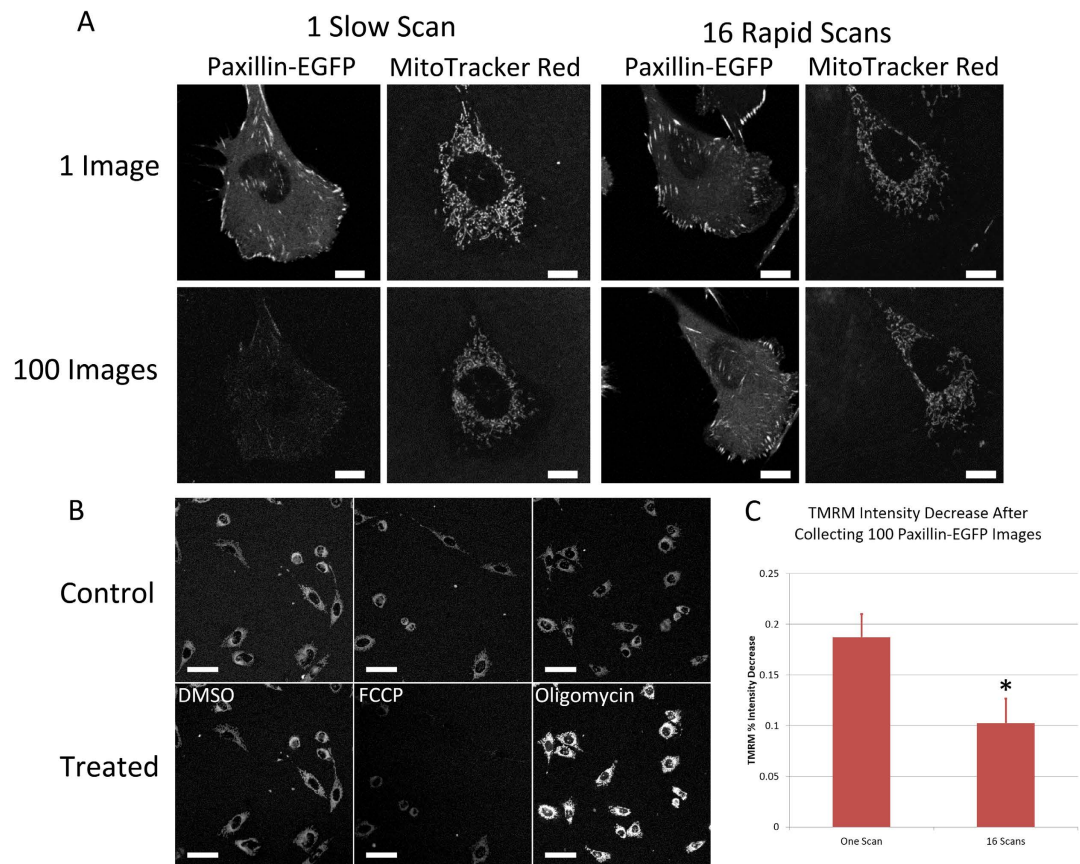 A
1 Slow Scan
16 Rapid Scans
Paxillin-EGFP
MitoTracker Red
Paxillin-EGFP
MitoTracker Red
1 Image
100 Images
B
Control
DMSO
FCCP
Oligomycin
Treated
C
TMRM Intensity Decrease After
Collecting 100 Paxillin-EGFP Images
TMRM % Intensity Decrease
0.25
0.2
0.15
0.1
0.05
0
*
One Scan
16 Scans